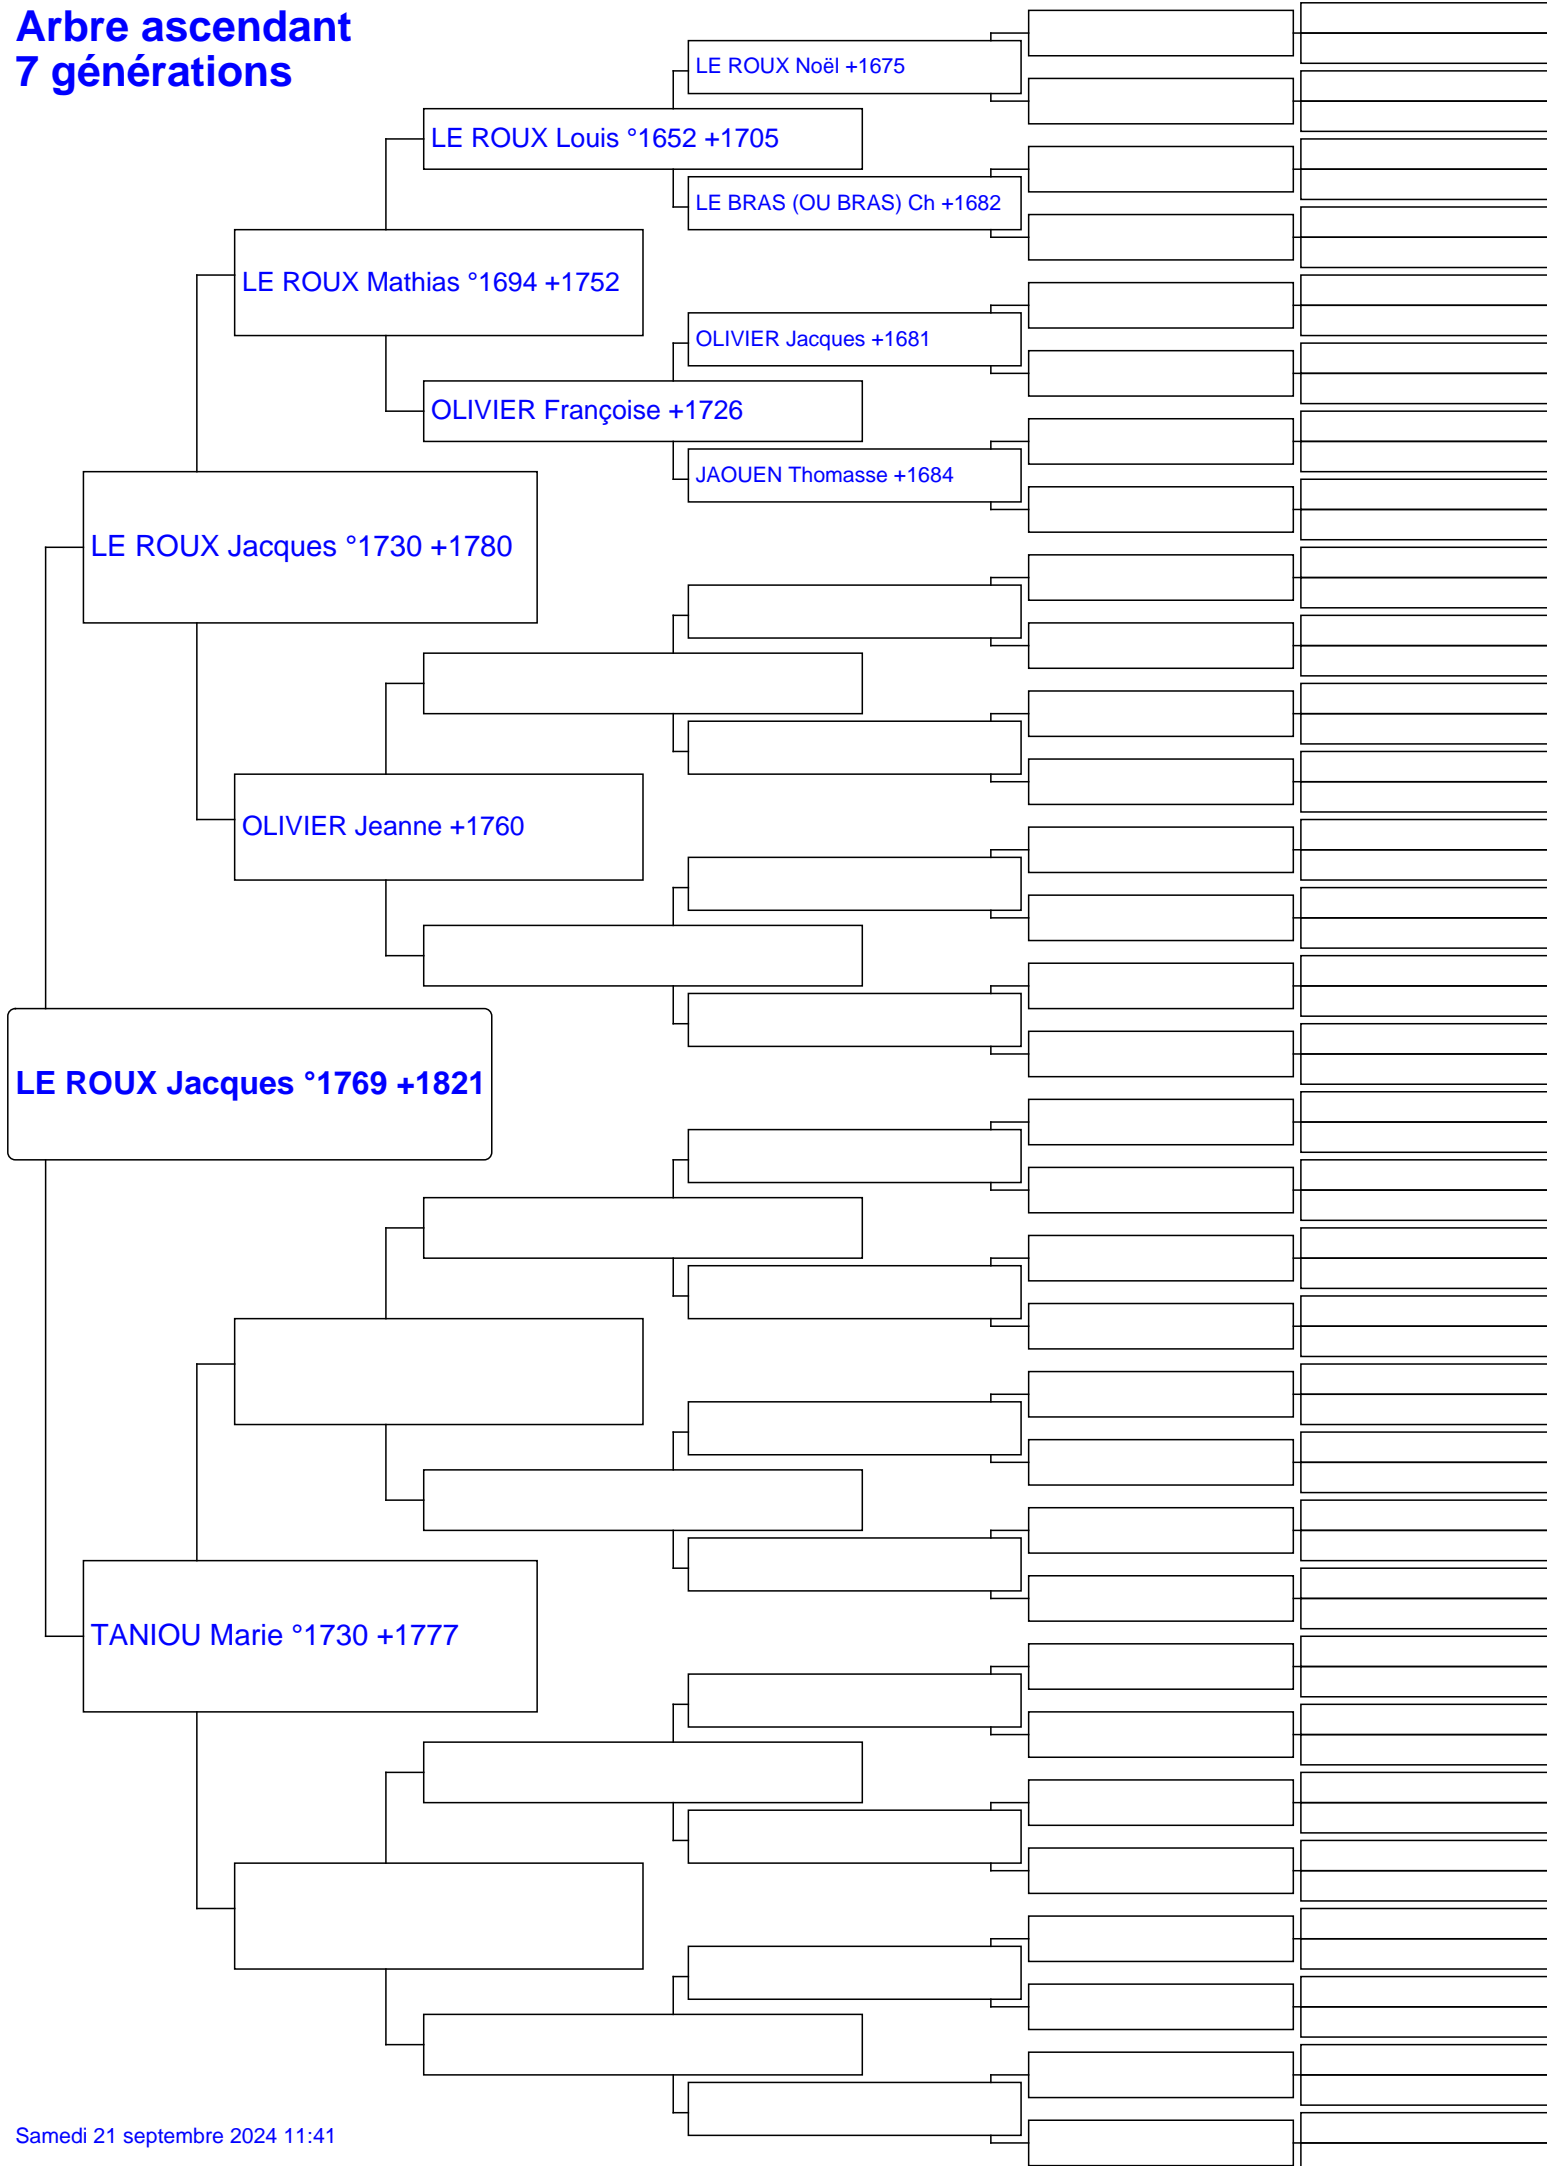 Arbre ascendant
7 générations
LE ROUX Noël +1675
LE ROUX Louis °1652 +1705
LE BRAS (OU BRAS) Ch +1682
LE ROUX Mathias °1694 +1752
OLIVIER Jacques +1681
OLIVIER Françoise +1726
JAOUEN Thomasse +1684
LE ROUX Jacques °1730 +1780
OLIVIER Jeanne +1760
LE ROUX Jacques °1769 +1821
TANIOU Marie °1730 +1777
Samedi 21 septembre 2024 11:41